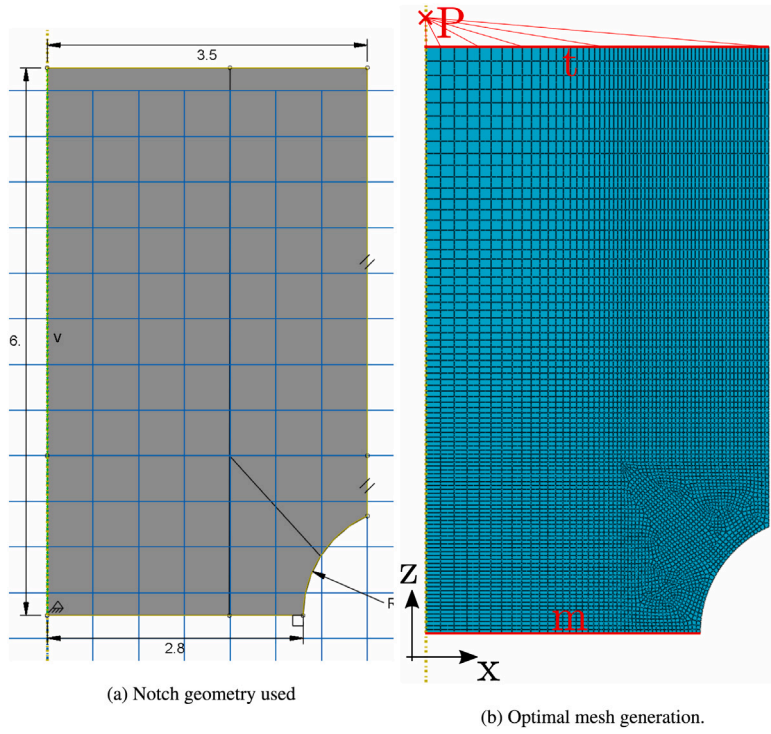 3.5
6.
v
R
2.8
(a) Notch geometry used
P
t
m
Z
X
(b) Optimal mesh generation.